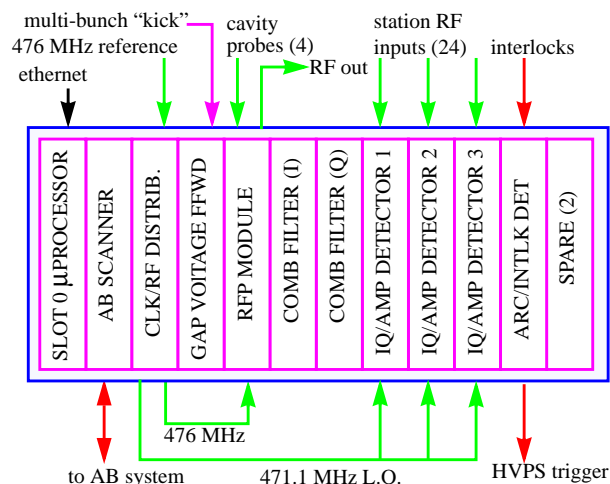 multi-bunch “kick”
476 MHz reference
ethernet
cavity
probes (4)
RF out
station RF
inputs (24)
interlocks
SLOT 0 µPROCESSOR
AB SCANNER
CLK/RF DISTRIB.
GAP VOLTAGE FFWD
RFP MODULE
COMB FILTER (I)
COMB FILTER (Q)
IQ/AMP DETECTOR 1
IQ/AMP DETECTOR 2
IQ/AMP DETECTOR 3
ARC/INTLK DET
SPARE (2)
476 MHz
to AB system
471.1 MHz L.O.
HVPS trigger